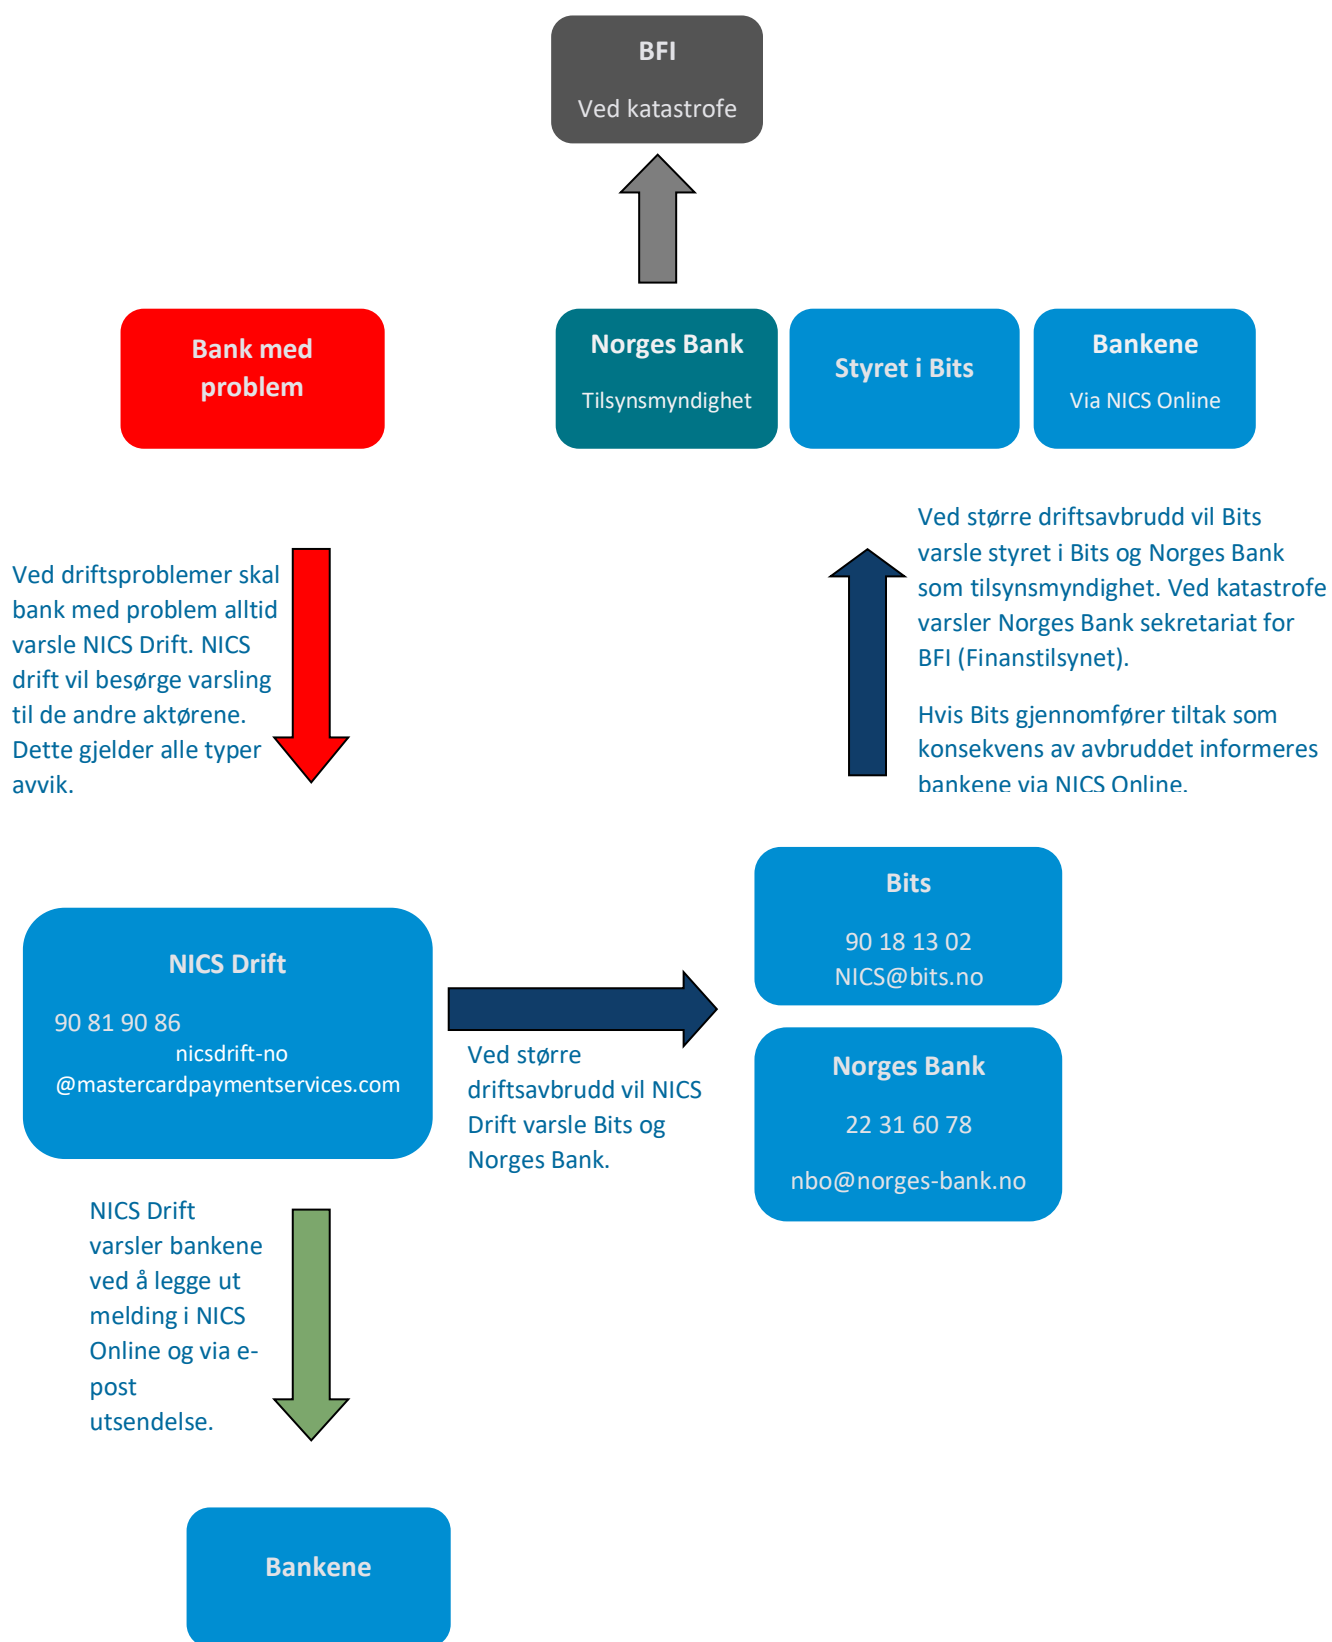 BFI
Ved katastrofe
Bank med
problem
Norges Bank
Tilsynsmyndighet
Styret i Bits
Bankene
Via NICS Online
Ved driftsproblemer skal
bank med problem alltid
varsle NICS Drift. NICS
drift vil besørge varsling
til de andre aktørene.
Dette gjelder alle typer
avvik.
Ved større driftsavbrudd vil Bits
varsle styret i Bits og Norges Bank
som tilsynsmyndighet. Ved katastrofe
varsler Norges Bank sekretariat for
BFI (Finanstilsynet).
Hvis Bits gjennomfører tiltak som
konsekvens av avbruddet informeres
bankene via NICS Online.
NICS Drift
90 81 90 86
nicsdrift-no
@mastercardpaymentservices.com
Ved større
driftsavbrudd vil NICS
Drift varsle Bits og
Norges Bank.
Bits
90 18 13 02
NICS@bits.no
Norges Bank
22 31 60 78
nbo@norges-bank.no
NICS Drift
varsler bankene
ved å legge ut
melding i NICS
Online og via e-
post
utsendelse.
Bankene